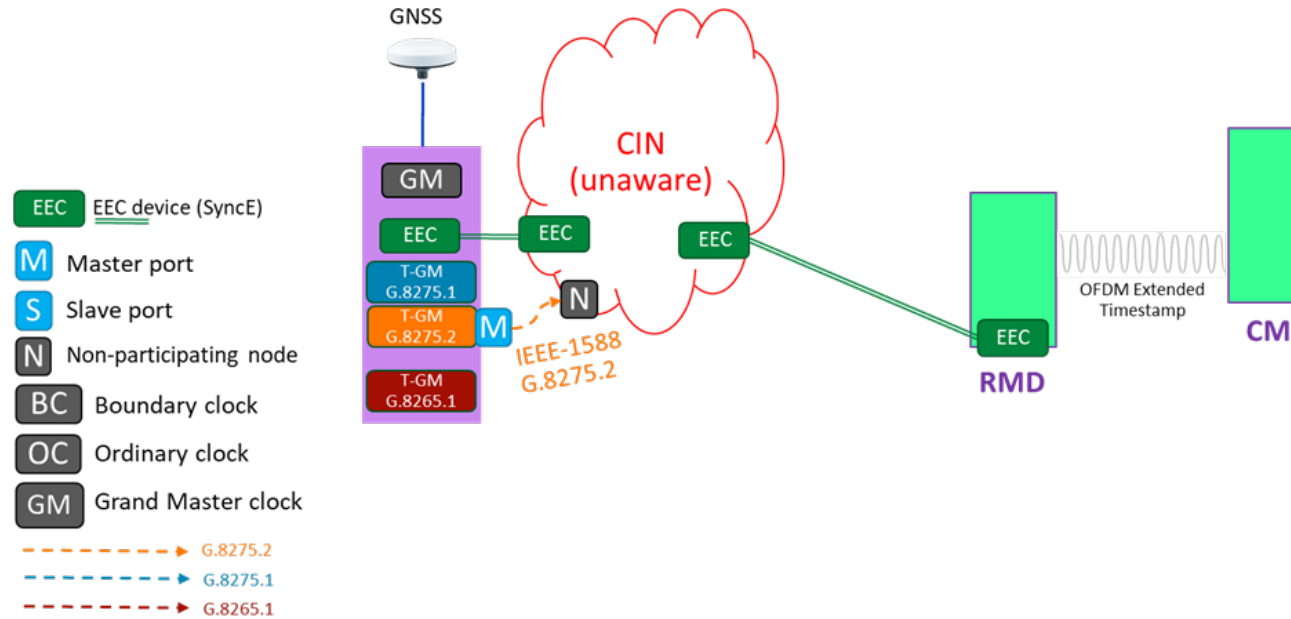 GNSS
GM
EEC
T-GM
G.8275.1
T-GM
G.8275.2
M
T-GM
G.8265.1
CIN
(unaware)
EEC
EEC
N
IEEE-1588
G.8275.2
EEC
RMD
OFDM Extended
Timestamp
CM
EEC EEC device (SyncE)
M Master port
S Slave port
N Non-participating node
BC Boundary clock
OC Ordinary clock
GM Grand Master clock
G.8275.2
G.8275.1
G.8265.1